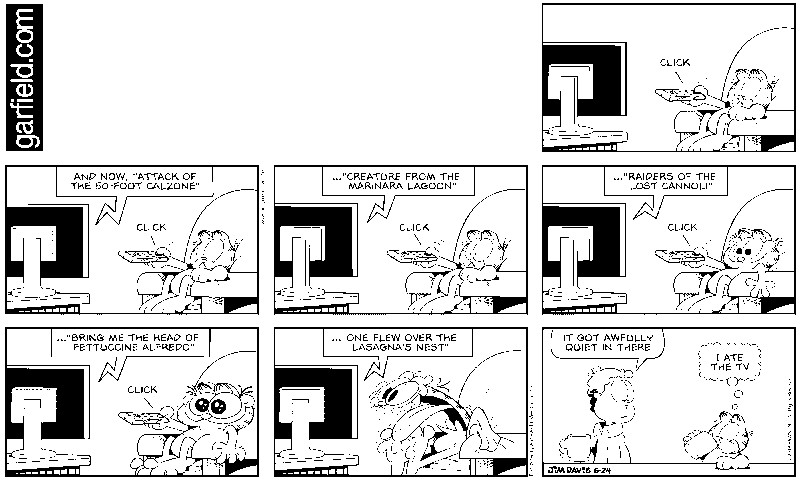 garfield.com
CLICK
AND NOW, "ATTACK OF
THE 50-FOOT CALZONE"
CLICK
..."CREATURE FROM THE
MARINARA LAGOON"
CLICK
..."RAIDERS OF THE
LOST CANNOLI"
CLICK
..."BRING ME THE HEAD OF
FETTUCCINE ALFREDO"
CLICK
... ONE FLEW OVER THE
LASAGNA'S NEST"
IT GOT AWFULLY
QUIET IN THERE
I ATE
THE TV
JIM DAVIS 6-24